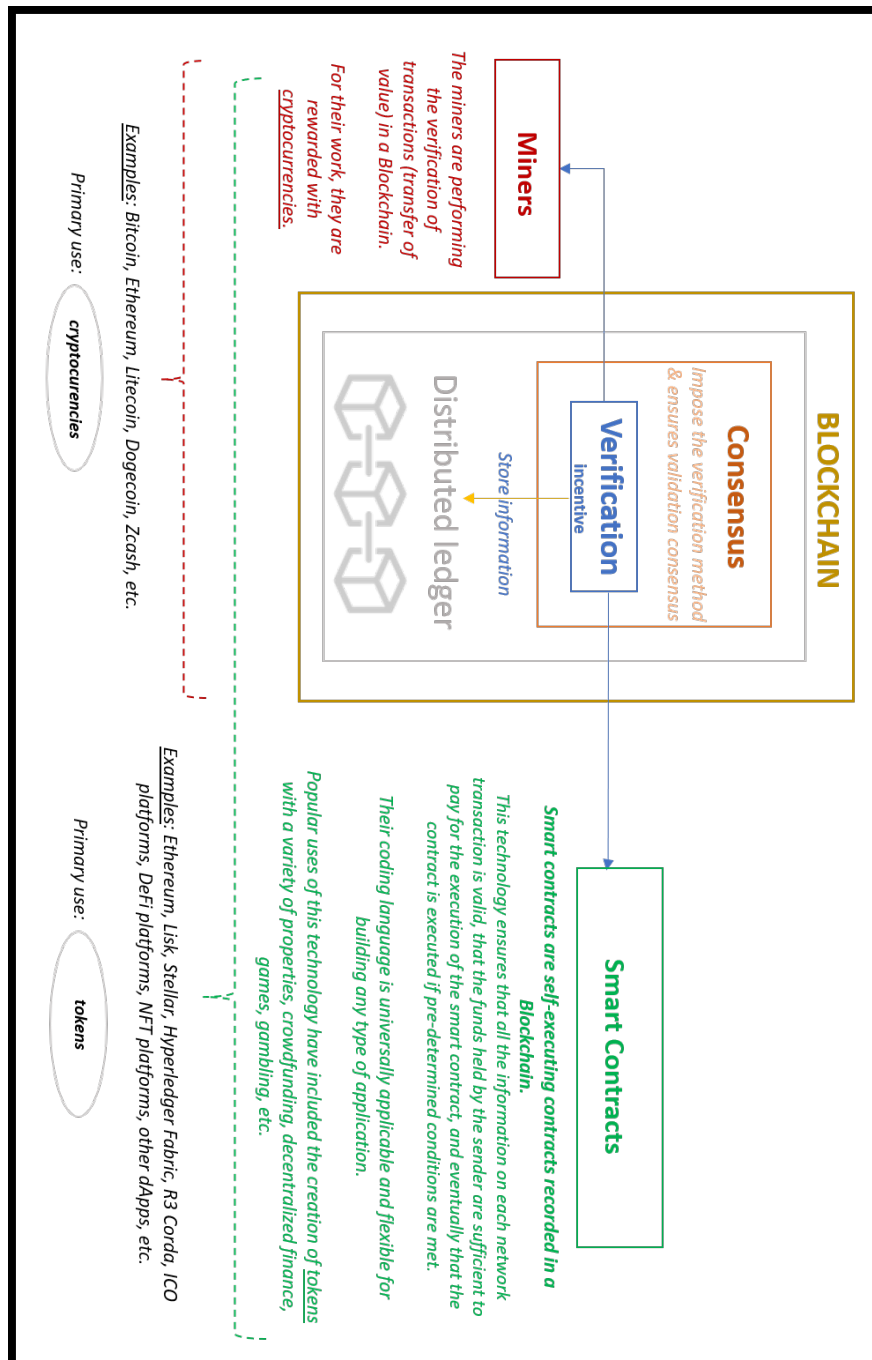 BLOCKCHAIN
Consensus
Impose the verification method
& ensures validation consensus
Verification
incentive
Store information
Distributed ledger
Miners
The miners are performing
the verification of
transactions (transfer of
value) in a Blockchain.
For their work, they are
rewarded with
cryptocurrencies.
Smart Contracts
Smart contracts are self-executing contracts recorded in a
Blockchain.
This technology ensures that all the information on each network
transaction is valid, that the funds held by the sender are sufficient to
pay for the execution of the smart contract, and eventually that the
contract is executed if pre-determined conditions are met.
Their coding language is universally applicable and flexible for
building any type of application.
Popular uses of this technology have included the creation of tokens
with a variety of properties, crowdfunding, decentralized finance,
games, gambling, etc.
Examples: Bitcoin, Ethereum, Litecoin, Dogecoin, Zcash, etc.
Primary use:
cryptocurencies
Examples: Ethereum, Lisk, Stellar, Hyperledger Fabric, R3 Corda, ICO
platforms, DeFi platforms, NFT platforms, other dApps, etc.
Primary use:
tokens